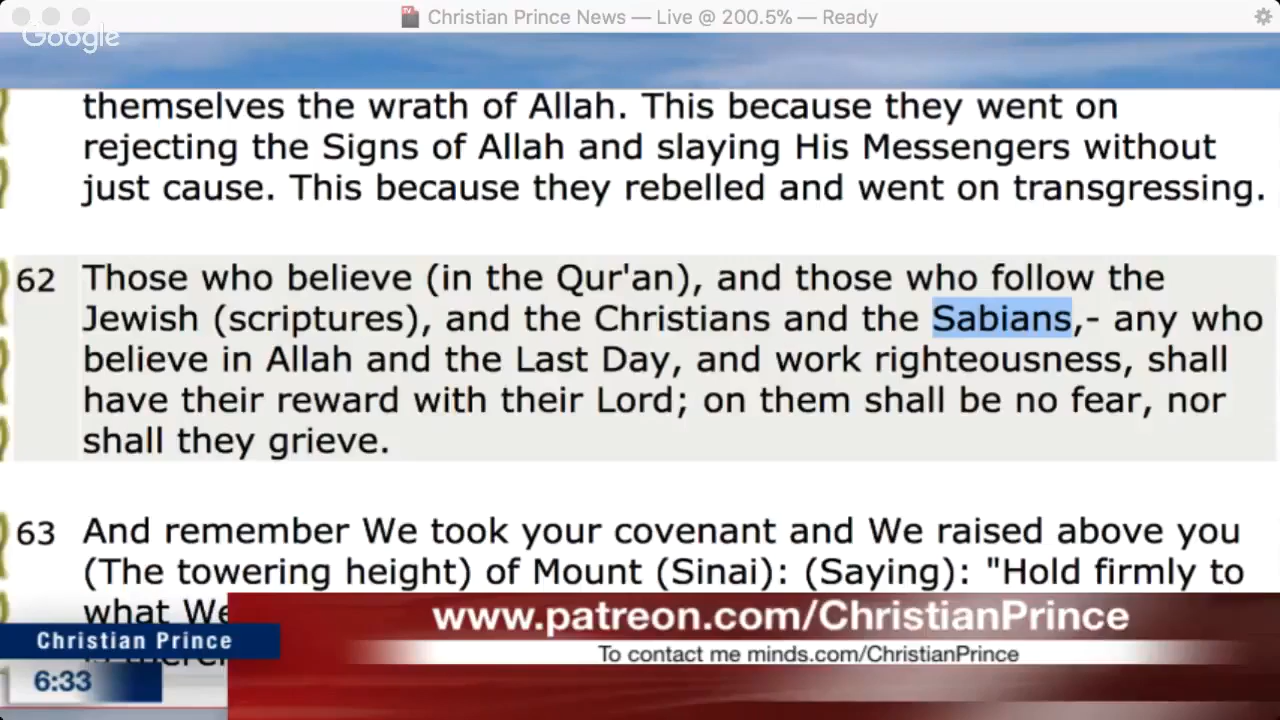 Christian Prince News — Live @ 200.5% — Ready
Google
themselves the wrath of Allah. This because they went on
rejecting the Signs of Allah and slaying His Messengers without
just cause. This because they rebelled and went on transgressing.
62 Those who believe (in the Qur'an), and those who follow the
Jewish (scriptures), and the Christians and the Sabians,- any who
believe in Allah and the Last Day, and work righteousness, shall
have their reward with their Lord; on them shall be no fear, nor
shall they grieve.
63 And remember We took your covenant and We raised above you
(The towering height) of Mount (Sinai): (Saying): "Hold firmly to
what We
www.patreon.com/ChristianPrince
Christian Prince
To contact me minds.com/ChristianPrince
6:33